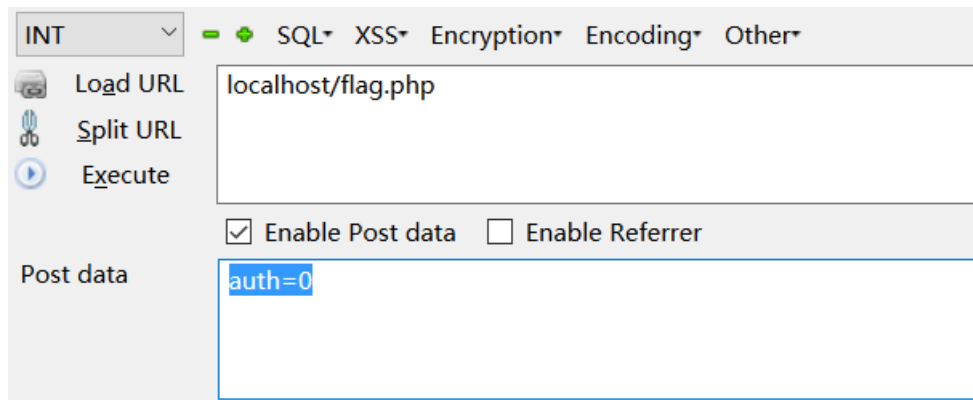 INT SQL XSS Encryption Encoding Other
Load URL
localhost/flag.php
Split URL
Execute
Enable Post data Enable Referrer
Post data
auth=0